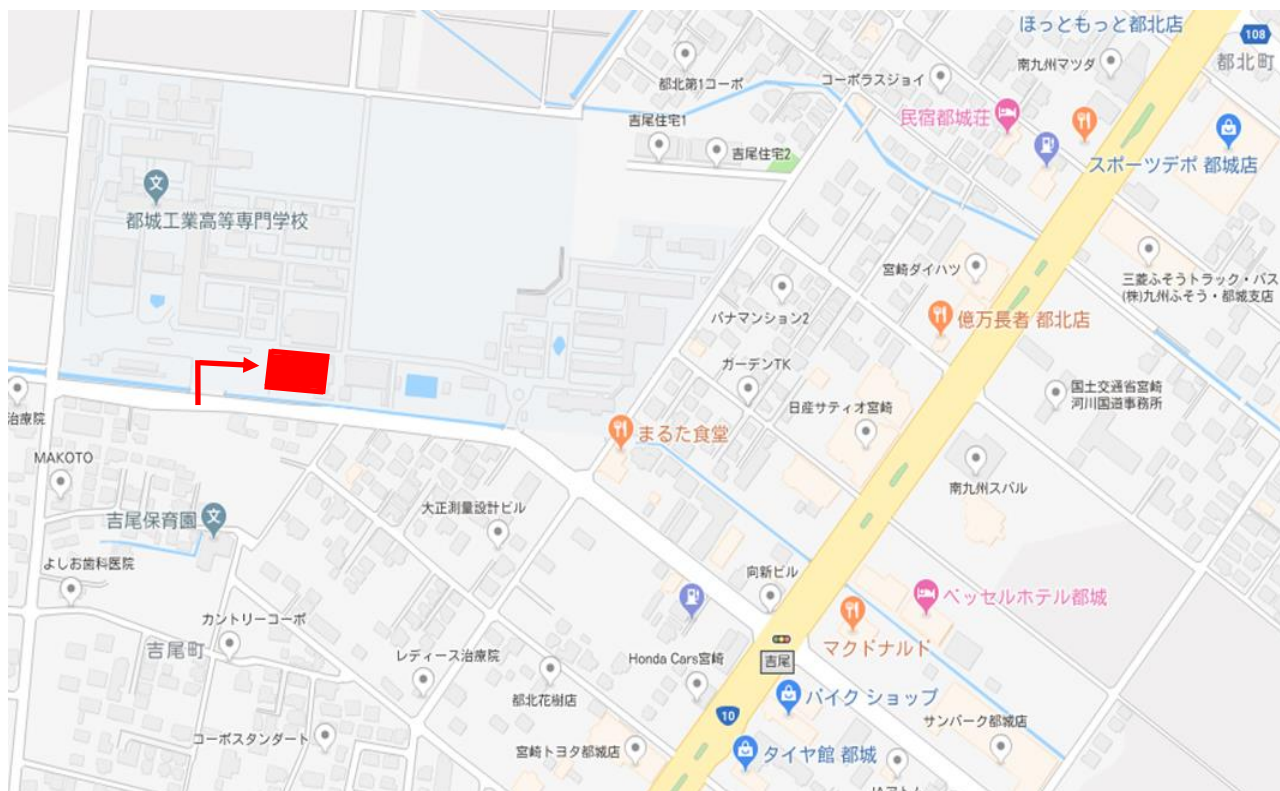 ほっともっと都北店
108
都北町
南九州マツダ
都北第1コーポ
コーポラスジョイ
民宿都城荘
吉尾住宅1
吉尾住宅2
スポーツデポ 都城店
都城工業高等専門学校
宮崎ダイハツ
三菱ふそうトラック・バス
(株)九州ふそう・都城支店
バナマンション2
億万長者 都北店
ガーデンTK
国土交通省宮崎
河川国道事務所
日産サティオ宮崎
治療院
まるた食堂
MAKOTO
南九州スバル
大正測量設計ビル
吉尾保育園
よしお歯科医院
向新ビル
ベッセルホテル都城
カントリーコーポ
マクドナルド
吉尾町
レディース治療院
Honda Cars宮崎
吉尾
都北花樹店
バイク ショップ
10
サンバーク都城店
コーポスタンダート
宮崎トヨタ都城店
タイヤ館 都城